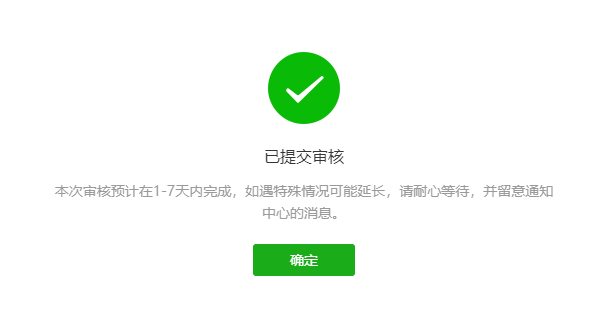 已提交审核
本次审核预计在1-7天内完成，如遇特殊情况可能延长，请耐心等待，并留意通知
中心的消息。
确定